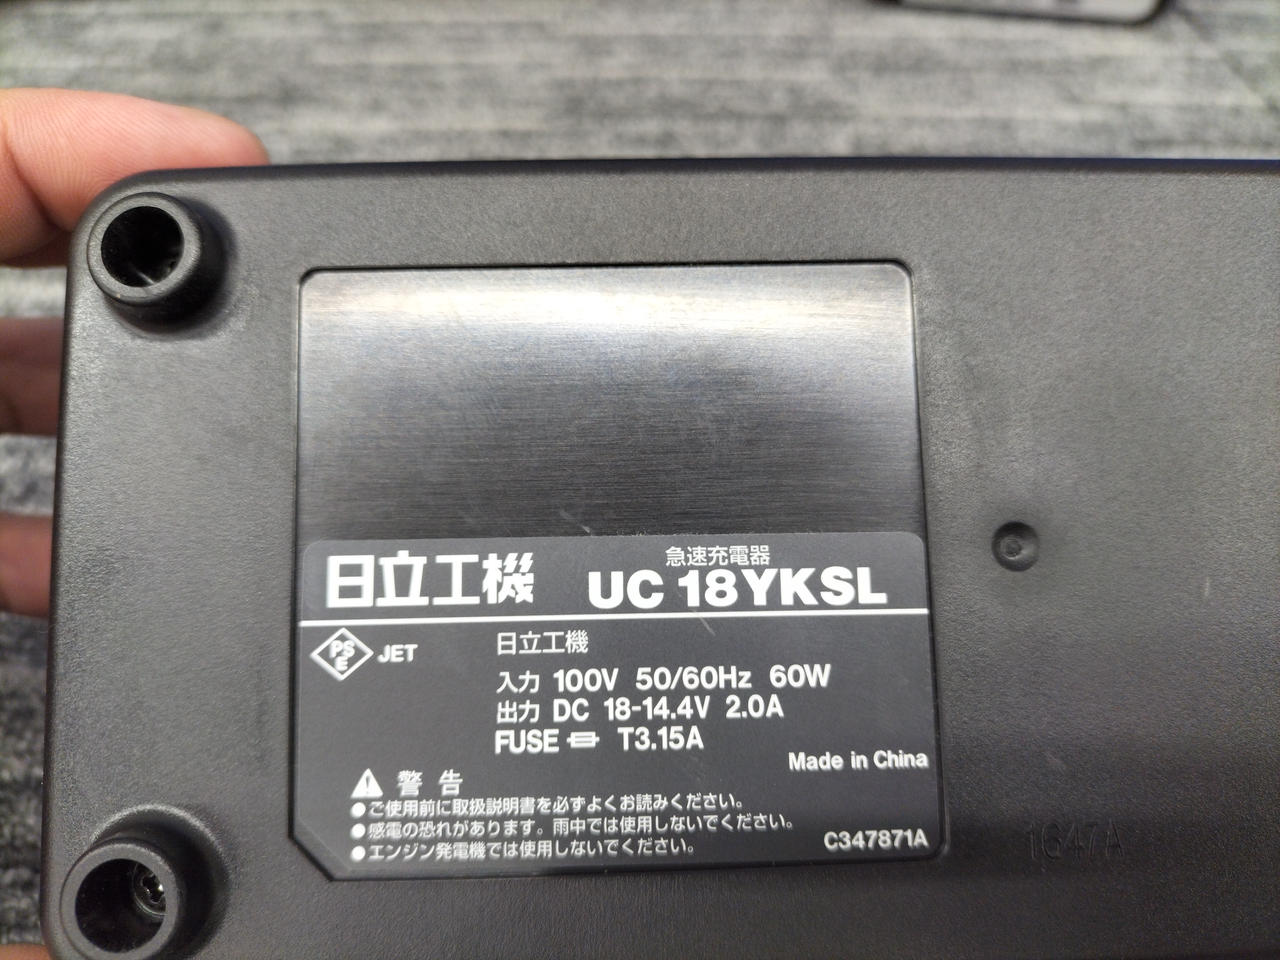 日立工機
急速充電器
UC 18YKSL
PSE JET
日立工機
入力 100V 50/60Hz 60W
出力 DC 18-14.4V 2.0A
FUSE T3.15A
Made in China
警告
●ご使用前に取扱説明書を必ずよくお読みください。
●感電の恐れがあります。雨中では使用しないでください。
●エンジン発電機では使用しないでください。
C347871A
1647A